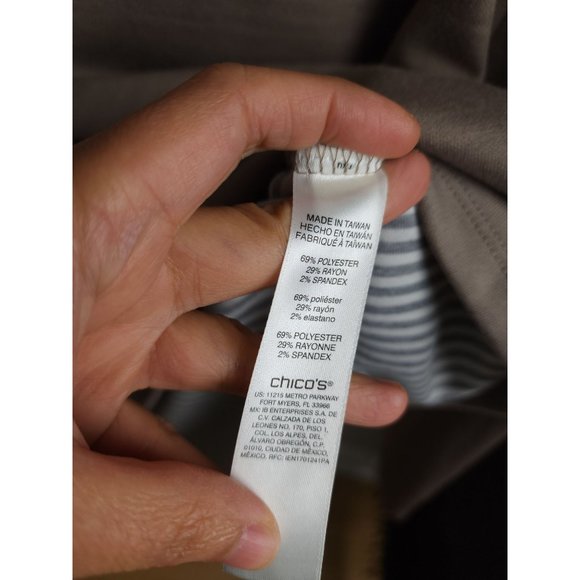 MADE IN TAIWAN
HECHO EN TAIWÁN
FABRIQUÉ À TAÏWAN
69% POLYESTER
29% RAYON
2% SPANDEX
69% poliéster
29% rayón
2% elastano
69% POLYESTER
29% RAYONNE
2% SPANDEX
chico's®
US: 11215 METRO PARKWAY
FORT MYERS, FL 33966
MX: IB ENTERPRISES S.A. DE
C.V. CALZADA DE LOS
LEONES NO. 170, PISO 1,
COL. LOS ALPES, DEL.
ÁLVARO OBREGÓN, C.P.
01010, CIUDAD DE MÉXICO,
MÉXICO. RFC: IEN1701241PA